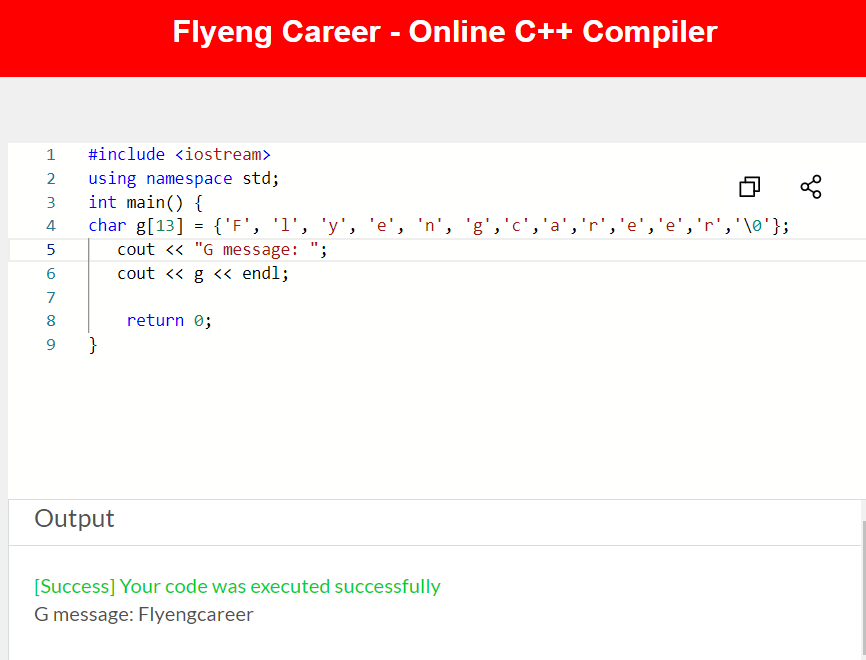 Flyeng Career - Online C++ Compiler
1 #include <iostream>
2 using namespace std;
3 int main() {
4 char g[13] = {'F', 'l', 'y', 'e', 'n', 'g','c','a','r','e','e','r','\0'};
5 cout << "G message: ";
6 cout << g << endl;
7
8 return 0;
9 }
Output
[Success] Your code was executed successfully
G message: Flyengcareer